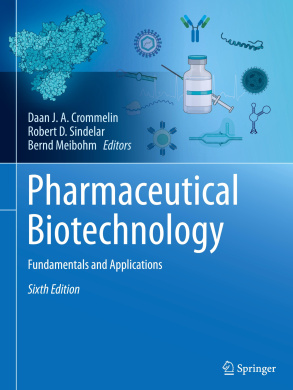 Daan J. A. Crommelin
Robert D. Sindelar
Bernd Meibohm Editors
Pharmaceutical
Biotechnology
Fundamentals and Applications
Sixth Edition
Springer